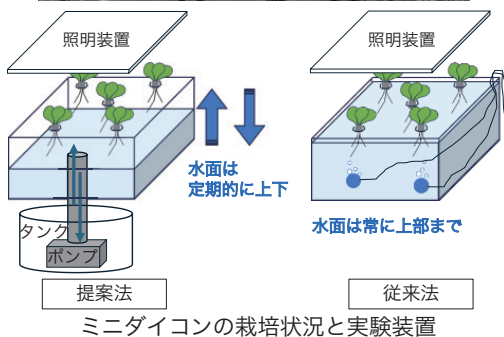 照明装置
照明装置
水面は
定期的に上下
タンク
ポンプ
水面は常に上部まで
提案法
従来法
ミニダイコンの栽培状況と実験装置